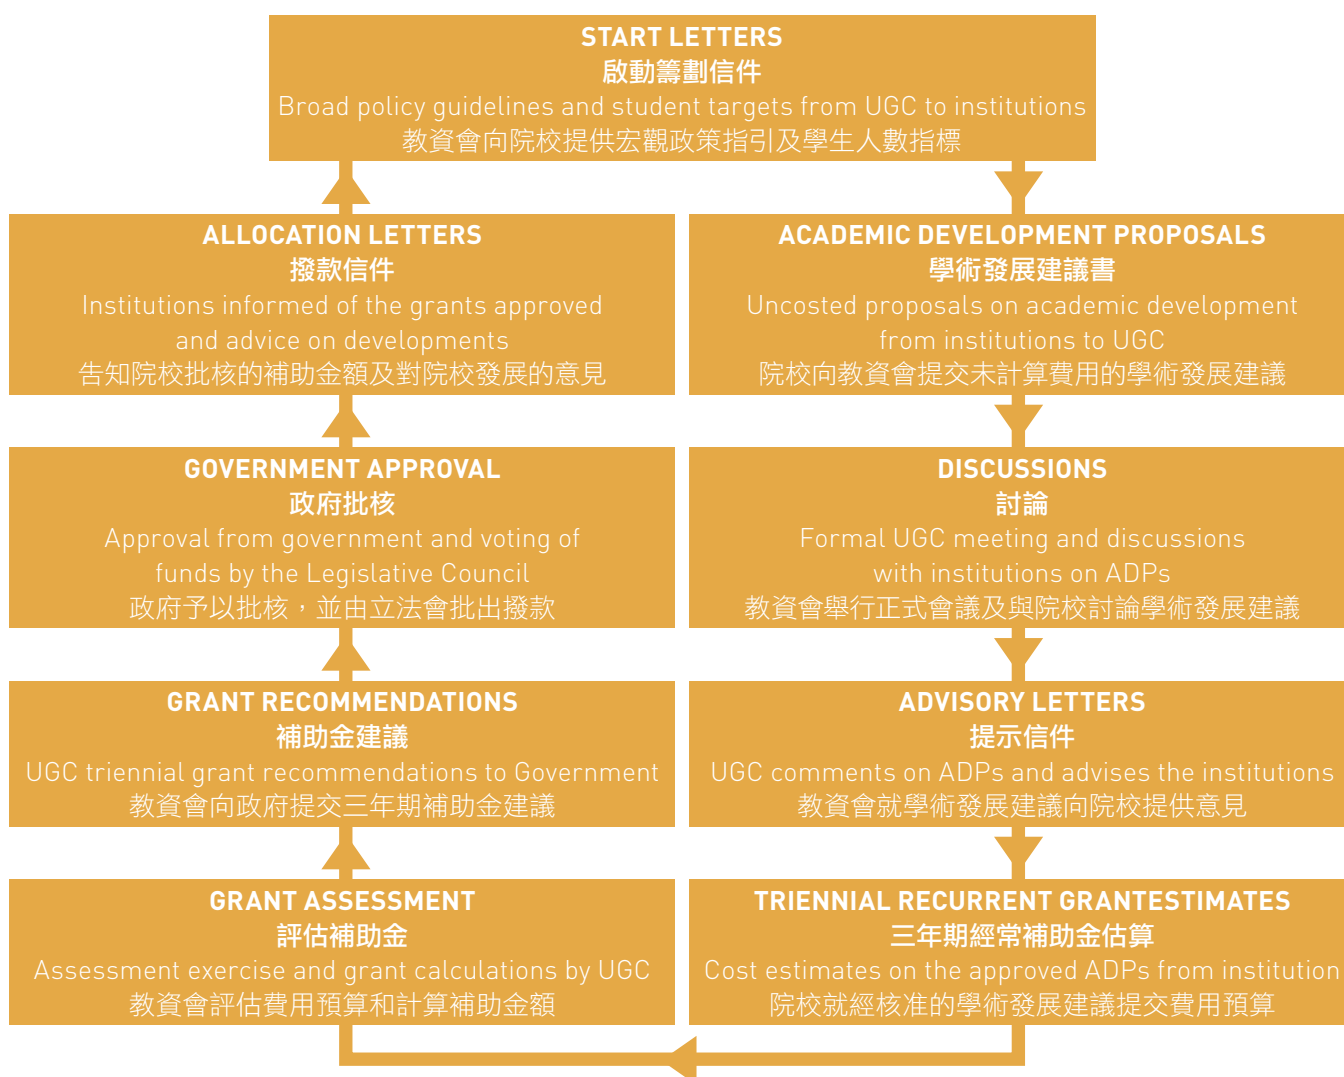 START LETTERS
啟動籌劃信件
Broad policy guidelines and student targets from UGC to institutions
教資會向院校提供宏觀政策指引及學生人數指標
ALLOCATION LETTERS
撥款信件
Institutions informed of the grants approved
and advice on developments
告知院校批核的補助金額及對院校發展的意見
ACADEMIC DEVELOPMENT PROPOSALS
學術發展建議書
Uncosted proposals on academic development
from institutions to UGC
院校向教資會提交未計算費用的學術發展建議
GOVERNMENT APPROVAL
政府批核
Approval from government and voting of
funds by the Legislative Council
政府予以批核，並由立法會批出撥款
DISCUSSIONS
討論
Formal UGC meeting and discussions
with institutions on ADPs
教資會舉行正式會議及與院校討論學術發展建議
GRANT RECOMMENDATIONS
補助金建議
UGC triennial grant recommendations to Government
教資會向政府提交三年期補助金建議
ADVISORY LETTERS
提示信件
UGC comments on ADPs and advises the institutions
教資會就學術發展建議向院校提供意見
GRANT ASSESSMENT
評估補助金
Assessment exercise and grant calculations by UGC
教資會評估費用預算和計算補助金額
TRIENNIAL RECURRENT GRANTESTIMATES
三年期經常補助金估算
Cost estimates on the approved ADPs from institution
院校就經核准的學術發展建議提交費用預算